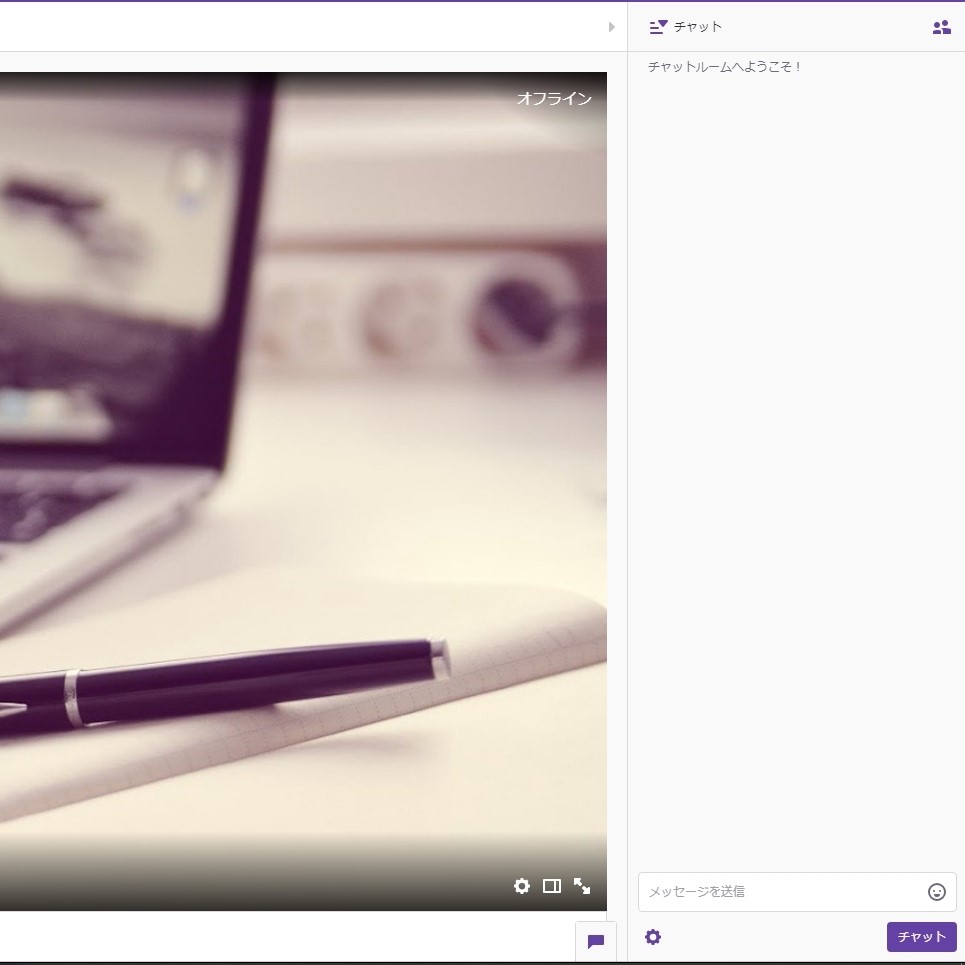 チャット
チャットルームへようこそ！
オフライン
メッセージを送信
チャット